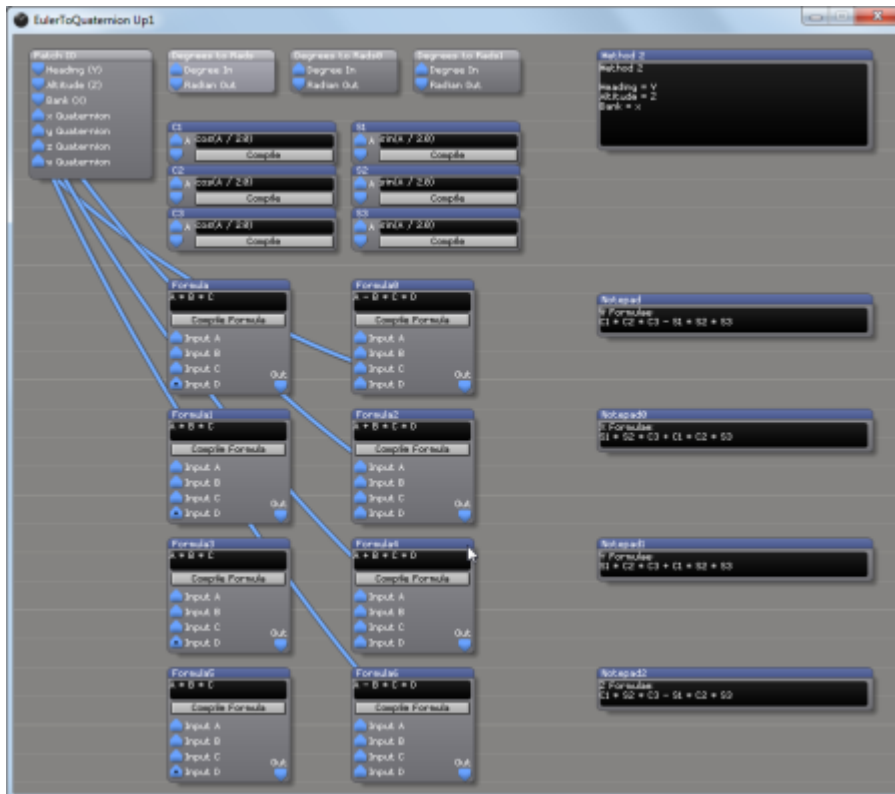 EulerToQuaternion Up1
Patch IO
Heading (Y)
Altitude (Z)
Bank (X)
x Quaternion
y Quaternion
z Quaternion
w Quaternion
Degrees to Rads
Degree In
Radian Out
Degrees to Rads0
Degree In
Radian Out
Degrees to Rads1
Degree In
Radian Out
Method 2
Method 2
Heading = Y
Altitude = Z
Bank = x
C1
A cos(A / 2.0)
Compile
S1
A sin(A / 2.0)
Compile
C2
A cos(A / 2.0)
Compile
S2
A sin(A / 2.0)
Compile
C3
A cos(A / 2.0)
Compile
S3
A sin(A / 2.0)
Compile
Formula
A * B * C
Compile Formula
Input A
Input B
Input C
Input D
Out
Formula0
A - B * C * D
Compile Formula
Input A
Input B
Input C
Input D
Out
Notepad
W Formulae:
C1 * C2 * C3 - S1 * S2 * S3
Formula1
A * B * C
Compile Formula
Input A
Input B
Input C
Input D
Out
Formula2
A + B * C * D
Compile Formula
Input A
Input B
Input C
Input D
Out
Notepad0
X Formulae:
S1 * S2 * C3 + C1 * C2 * S3
Formula3
A * B * C
Compile Formula
Input A
Input B
Input C
Input D
Out
Formula4
A + B * C * D
Compile Formula
Input A
Input B
Input C
Input D
Out
Notepad1
Y Formulae:
S1 * C2 * C3 + C1 * S2 * S3
Formula5
A * B * C
Compile Formula
Input A
Input B
Input C
Input D
Out
Formula6
A - B * C * D
Compile Formula
Input A
Input B
Input C
Input D
Out
Notepad2
Z Formulae:
C1 * S2 * C3 - S1 * C2 * S3